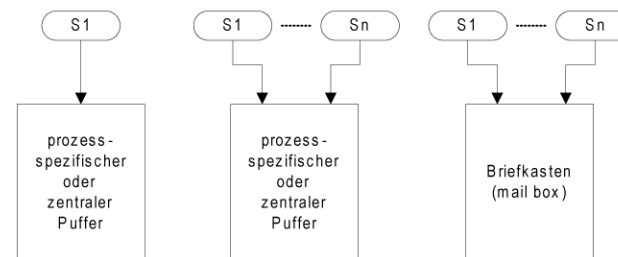 S1
S1 -------- Sn
S1 -------- Sn
prozess-
spezifischer
oder
zentraler
Puffer
prozess-
spezifischer
oder
zentraler
Puffer
Briefkasten
(mail box)